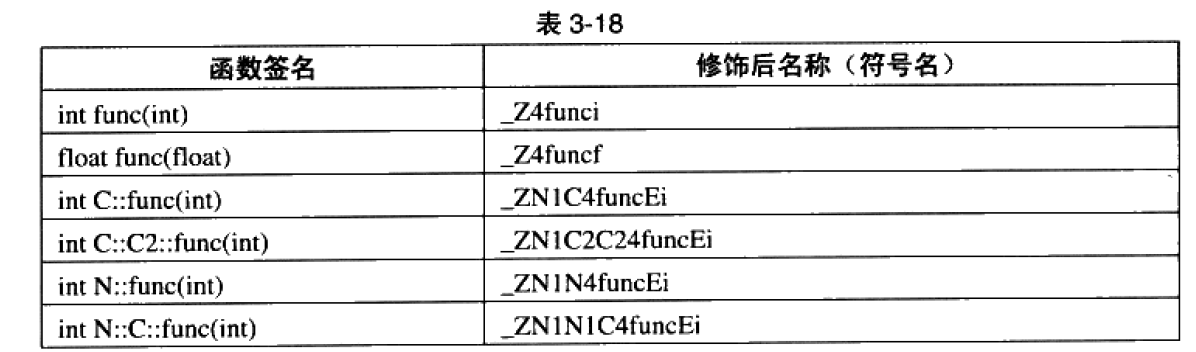 表 3-18
函数签名 修饰后名称（符号名）
int func(int) _Z4funci
float func(float) _Z4funcf
int C::func(int) _ZN1C4funcEi
int C::C2::func(int) _ZN1C2C24funcEi
int N::func(int) _ZN1N4funcEi
int N::C::func(int) _ZN1N1C4funcEi